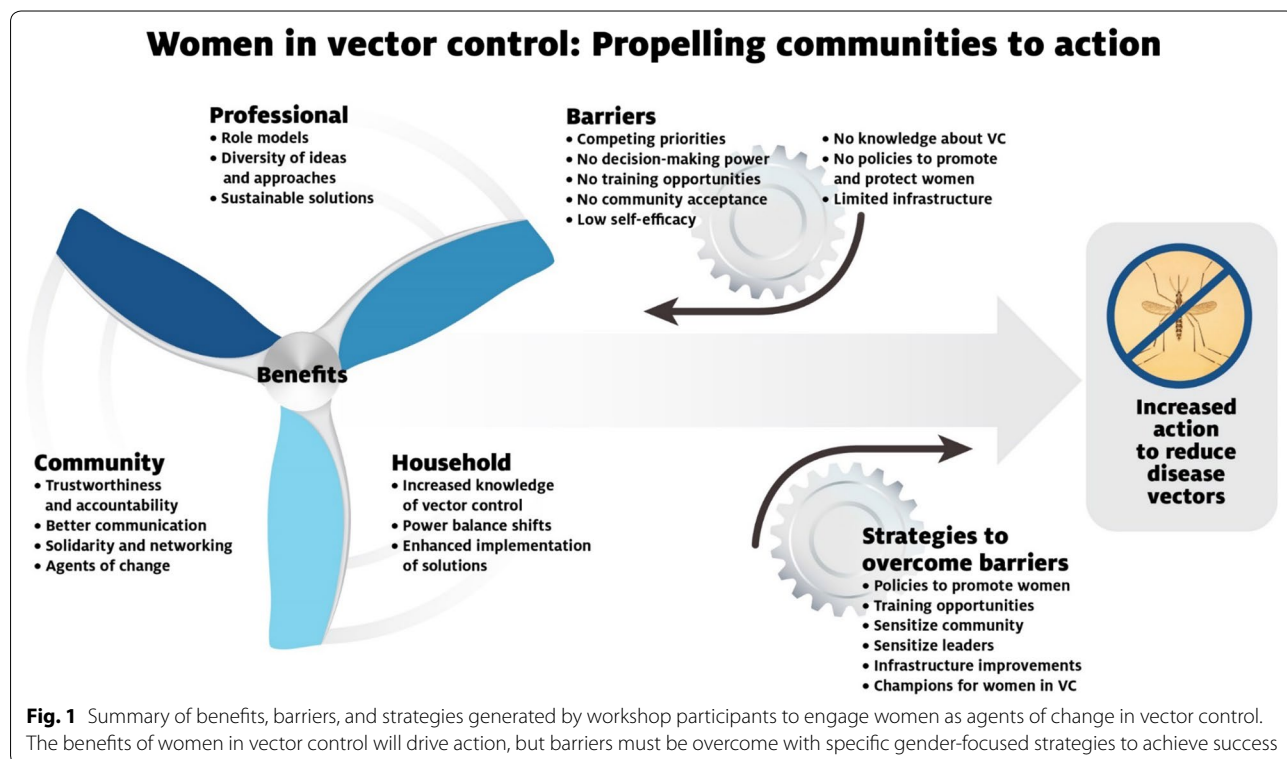 Women in vector control: Propelling communities to action
Professional
• Role models
• Diversity of ideas
and approaches
• Sustainable solutions
Barriers
• Competing priorities
• No decision-making power
• No training opportunities
• No community acceptance
• Low self-efficacy
• No knowledge about VC
• No policies to promote
and protect women
• Limited infrastructure
Benefits
Community
• Trustworthiness
and accountability
• Better communication
• Solidarity and networking
• Agents of change
Household
• Increased knowledge
of vector control
• Power balance shifts
• Enhanced implementation
of solutions
Increased
action
to reduce
disease
vectors
Strategies to
overcome barriers
• Policies to promote women
• Training opportunities
• Sensitize community
• Sensitize leaders
• Infrastructure improvements
• Champions for women in VC
Fig. 1 Summary of benefits, barriers, and strategies generated by workshop participants to engage women as agents of change in vector control.
The benefits of women in vector control will drive action, but barriers must be overcome with specific gender-focused strategies to achieve success